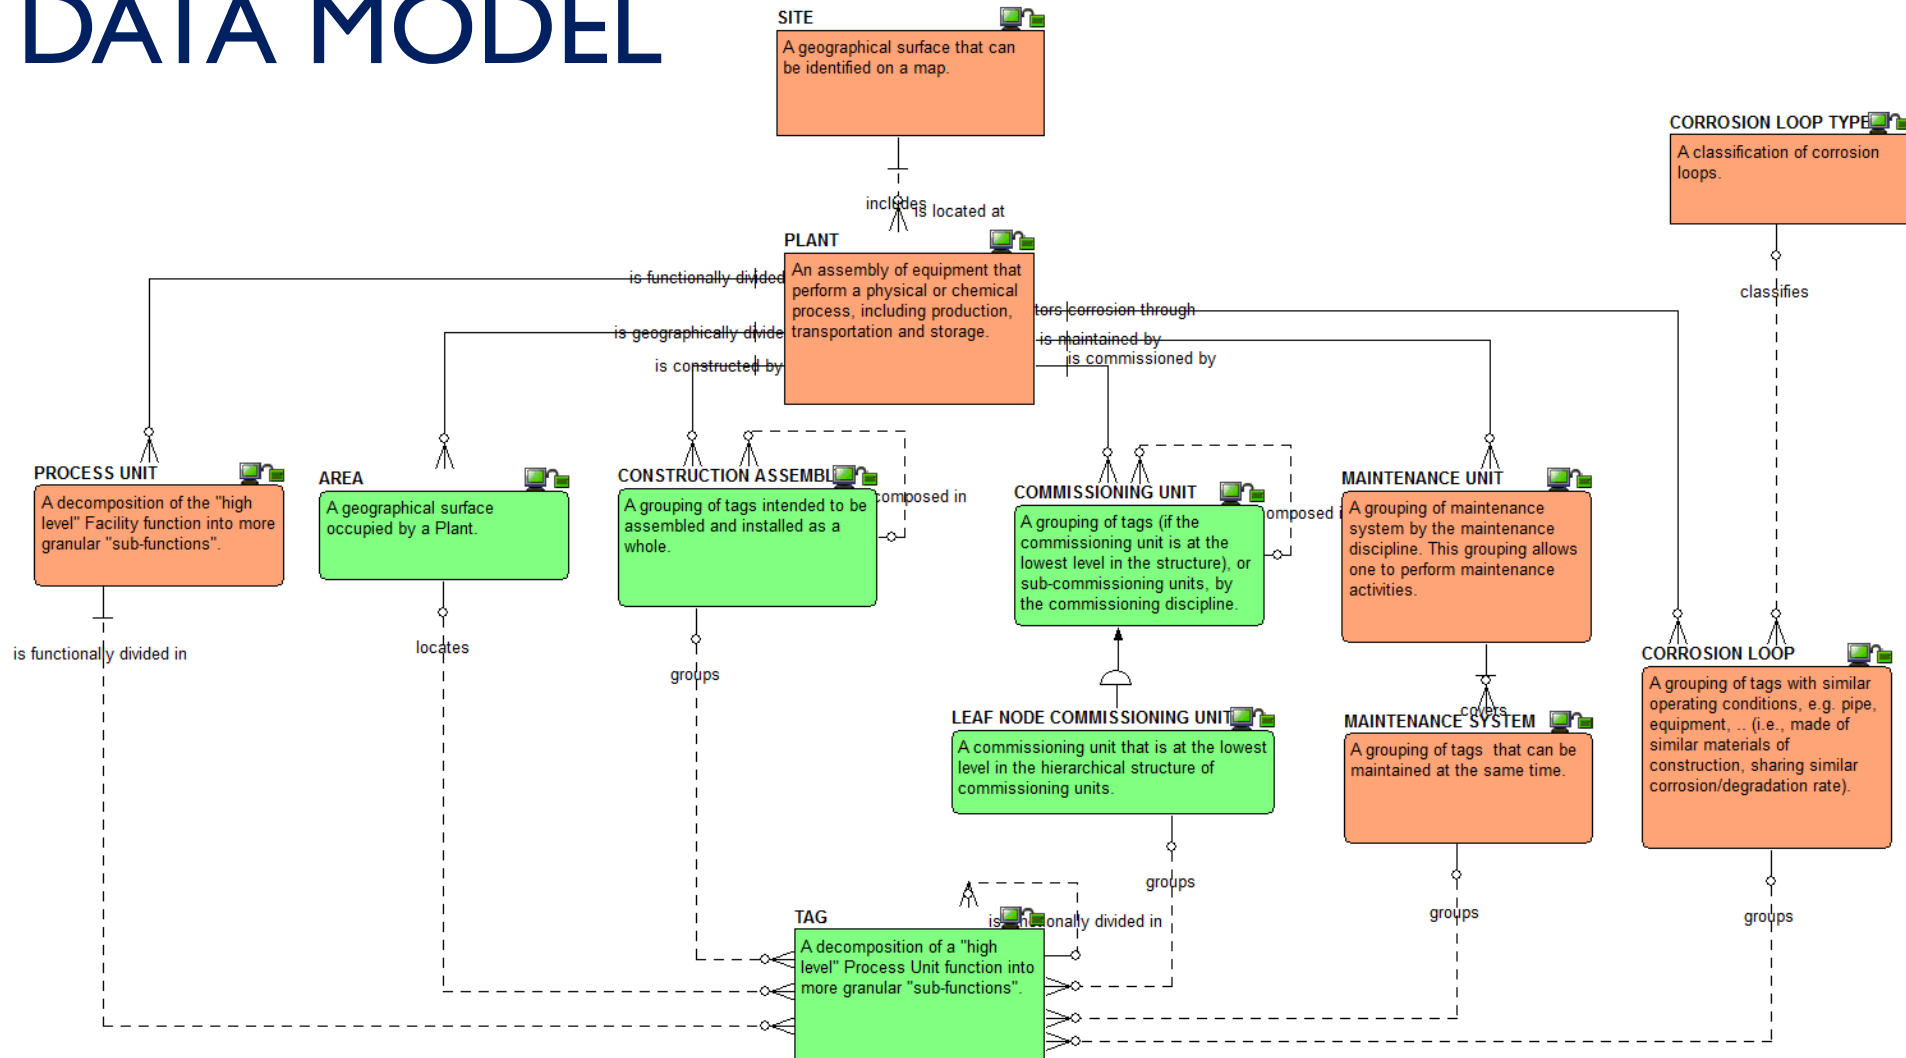 DATA MODEL
SITE
A geographical surface that can
be identified on a map.
CORROSION LOOP TYPE
A classification of corrosion
loops.
includes
is located at
PLANT
An assembly of equipment that
perform a physical or chemical
process, including production,
transportation and storage.
is functionally divided
is geographically divide
is constructed by
tors corrosion through
is maintained by
is commissioned by
classifies
PROCESS UNIT
A decomposition of the "high
level" Facility function into more
granular "sub-functions".
AREA
A geographical surface
occupied by a Plant.
CONSTRUCTION ASSEMBL
A grouping of tags intended to be
assembled and installed as a
whole.
composed in
COMMISSIONING UNIT
A grouping of tags (if the
commissioning unit is at the
lowest level in the structure), or
sub-commissioning units, by
the commissioning discipline.
omposed i
MAINTENANCE UNIT
A grouping of maintenance
system by the maintenance
discipline. This grouping allows
one to perform maintenance
activities.
CORROSION LOOP
A grouping of tags with similar
operating conditions, e.g. pipe,
equipment, .. (i.e., made of
similar materials of
construction, sharing similar
corrosion/degradation rate).
is functionally divided in
locates
groups
LEAF NODE COMMISSIONING UNIT
A commissioning unit that is at the lowest
level in the hierarchical structure of
commissioning units.
covers
MAINTENANCE SYSTEM
A grouping of tags that can be
maintained at the same time.
groups
groups
groups
TAG
is functionally divided in
A decomposition of a "high
level" Process Unit function into
more granular "sub-functions".